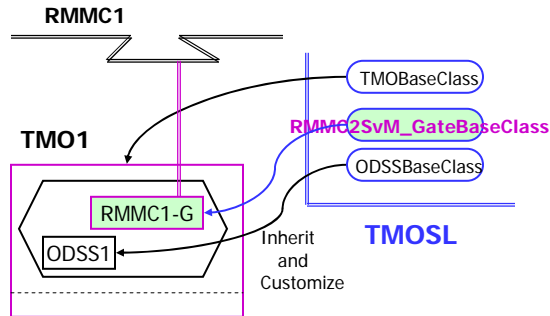 RMMC1
TMOBaseClass
RMMC2SvM_GateBaseClass
TMO1
ODSSBaseClass
RMMC1-G
TMOSL
ODSS1
Inherit
and
Customize